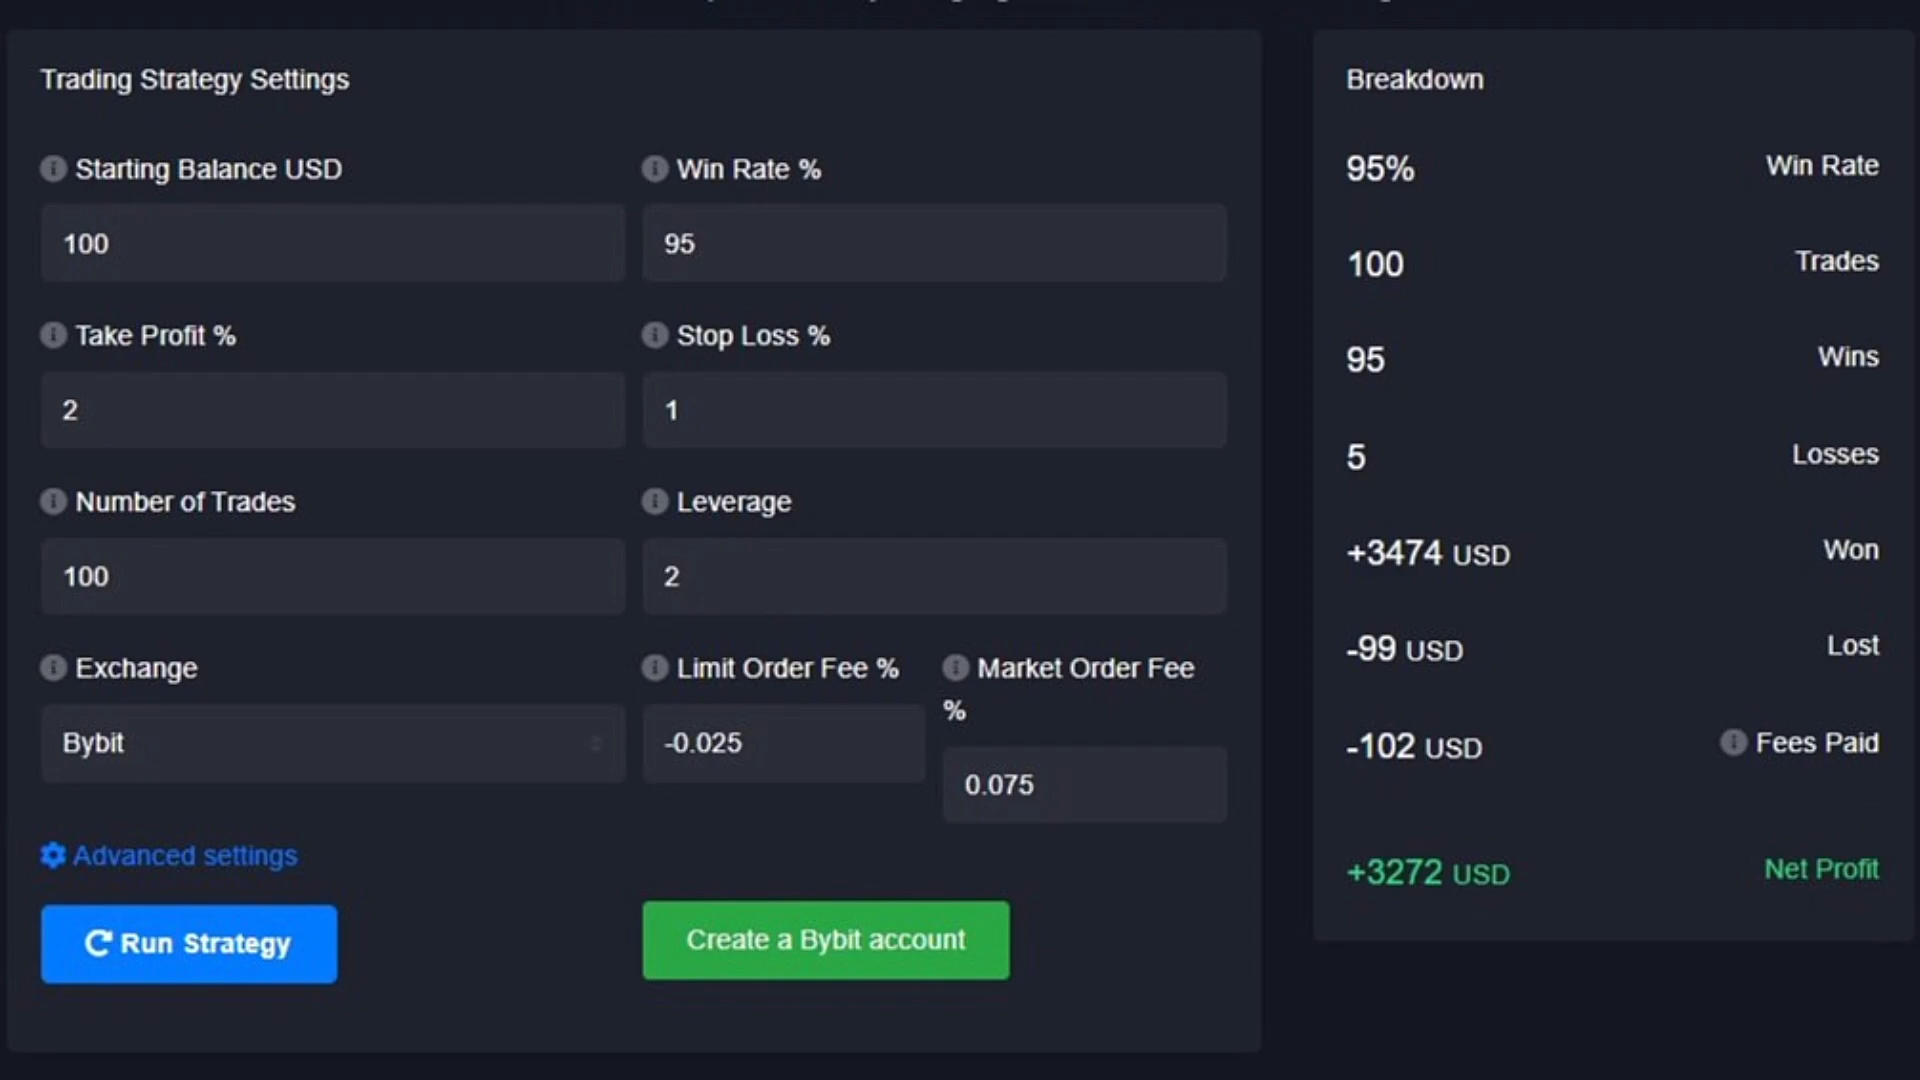 Trading Strategy Settings
Starting Balance USD
Win Rate %
100
95
Take Profit %
Stop Loss %
2
1
Number of Trades
Leverage
100
2
Exchange
Limit Order Fee %
Market Order Fee
%
Bybit
-0.025
0.075
Advanced settings
Run Strategy
Create a Bybit account
Breakdown
95% Win Rate
100 Trades
95 Wins
5 Losses
+3474 USD Won
-99 USD Lost
-102 USD Fees Paid
+3272 USD Net Profit